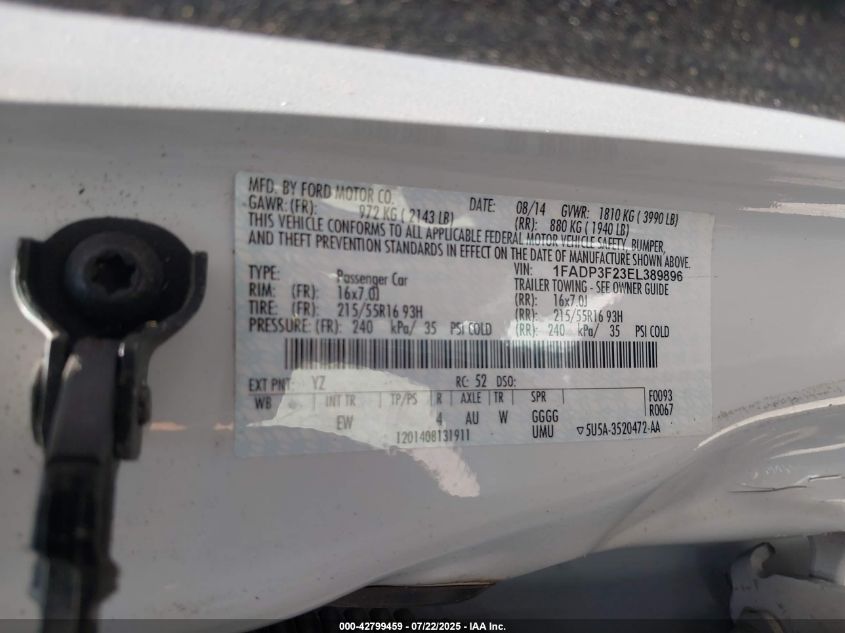 MFD. BY FORD MOTOR CO. DATE: 08/14 GVWR: 1810 KG ( 3990 LB)
GAWR: (FR): 972 KG ( 2143 LB) (RR): 880 KG ( 1940 LB)
THIS VEHICLE CONFORMS TO ALL APPLICABLE FEDERAL MOTOR VEHICLE SAFETY, BUMPER,
AND THEFT PREVENTION STANDARDS IN EFFECT ON THE DATE OF MANUFACTURE SHOWN ABOVE.
VIN: 1FADP3F23EL389896
TYPE: Passenger Car TRAILER TOWING - SEE OWNER GUIDE
RIM: (FR): 16x7.0J (RR): 16x7.0J
TIRE: (FR): 215/55R16 93H (RR): 215/55R16 93H
PRESSURE: (FR): 240 kPa/ 35 PSI COLD (RR): 240 kPa/ 35 PSI COLD
EXT PNT: YZ RC: 52 DSO: F0093
WB INT TR TP/PS R AXLE TR SPR R0067
EW 4 AU W GGGG
1201408131911 UMU ▽5U5A-3520472-AA
000-42799459 - 07/22/2025 - IAA Inc.